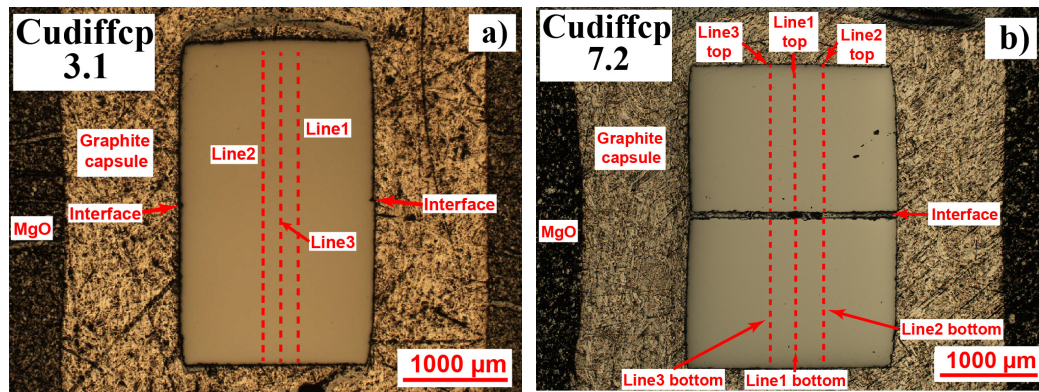 Cudiffcp
3.1
a)
Graphite
capsule
Line2
Line1
Interface
Interface
MgO
Line3
1000 µm
Cudiffcp
7.2
b)
Line3
top
Line1
top
Line2
top
Graphite
capsule
Interface
MgO
Line2 bottom
Line3 bottom
Line1 bottom
1000 µm